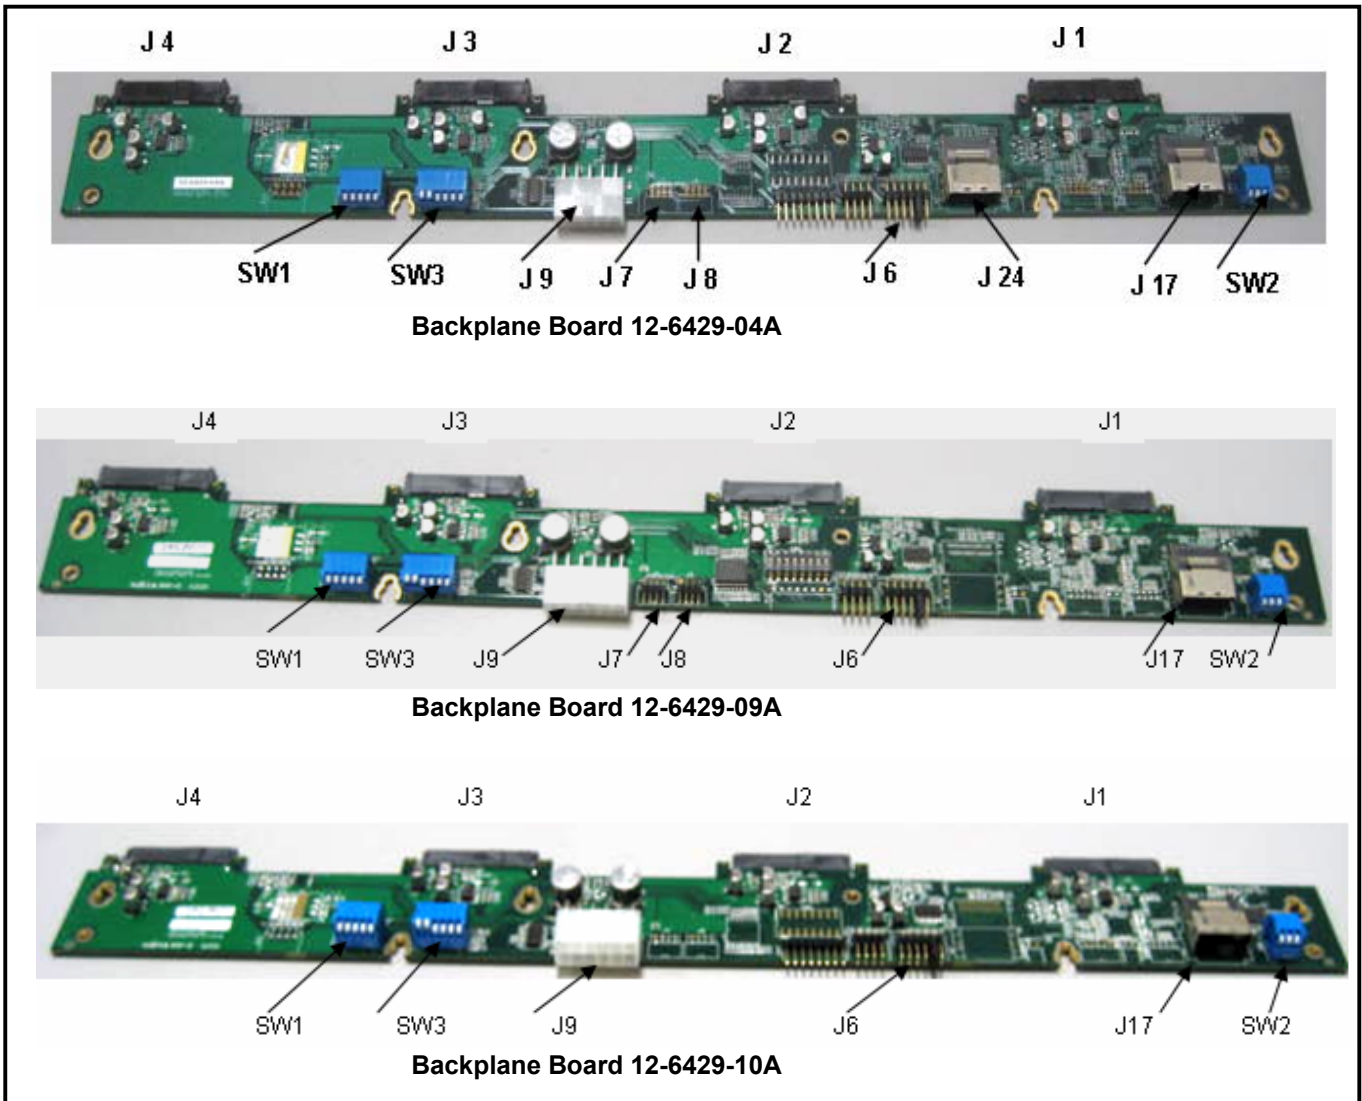 J 4 J 3 J 2 J 1
SW1 SW3 J 9 J 7 J 8 J 6 J 24 J 17 SW2
Backplane Board 12-6429-04A
J4 J3 J2 J1
SW1 SW3 J9 J7 J8 J6 J17 SW2
Backplane Board 12-6429-09A
J4 J3 J2 J1
SW1 SW3 J9 J6 J17 SW2
Backplane Board 12-6429-10A